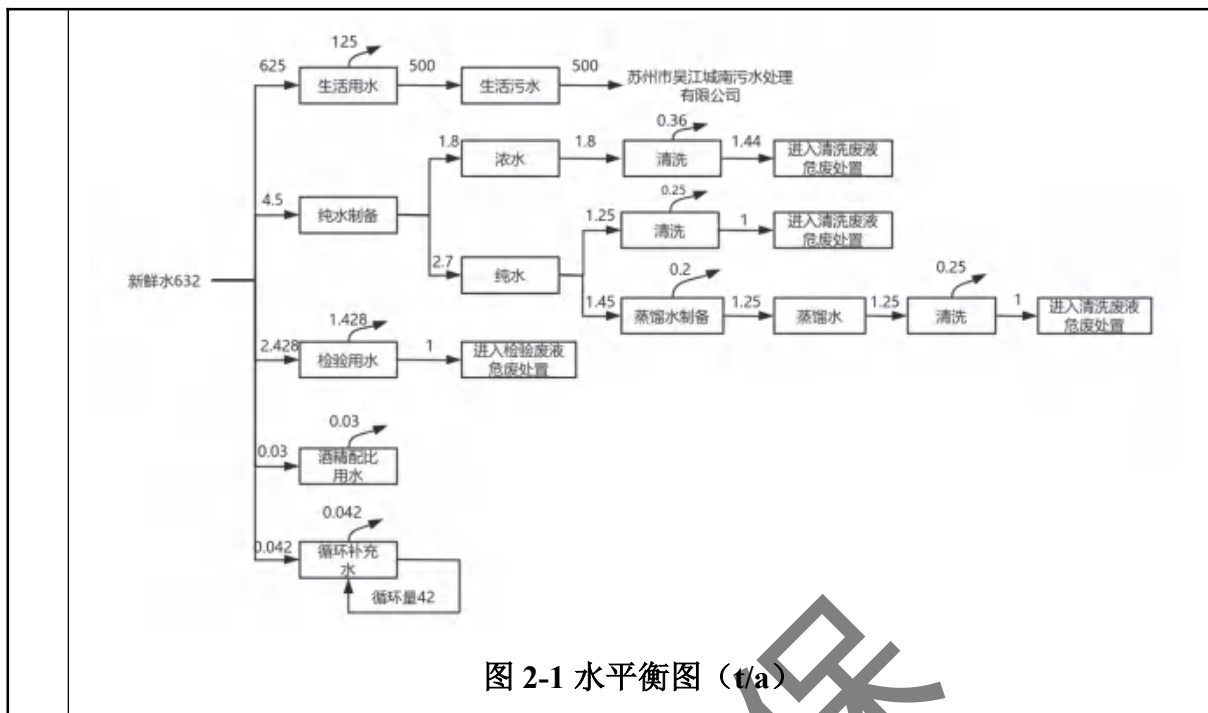 125
625
生活用水
500
生活污水
500
苏州市吴江城南污水处理
有限公司
0.36
1.8
浓水
1.8
清洗
1.44
进入清洗废液
危废处置
4.5
纯水制备
0.25
1.25
清洗
1
进入清洗废液
危废处置
2.7
纯水
新鲜水632
0.2
1.45
蒸馏水制备
1.25
蒸馏水
1.25
0.25
清洗
1
进入清洗废液
危废处置
1.428
2.428
检验用水
1
进入检验废液
危废处置
0.03
0.03
酒精配比
用水
0.042
0.042
循环补充
水
循环量42
图 2-1 水平衡图（t/a）